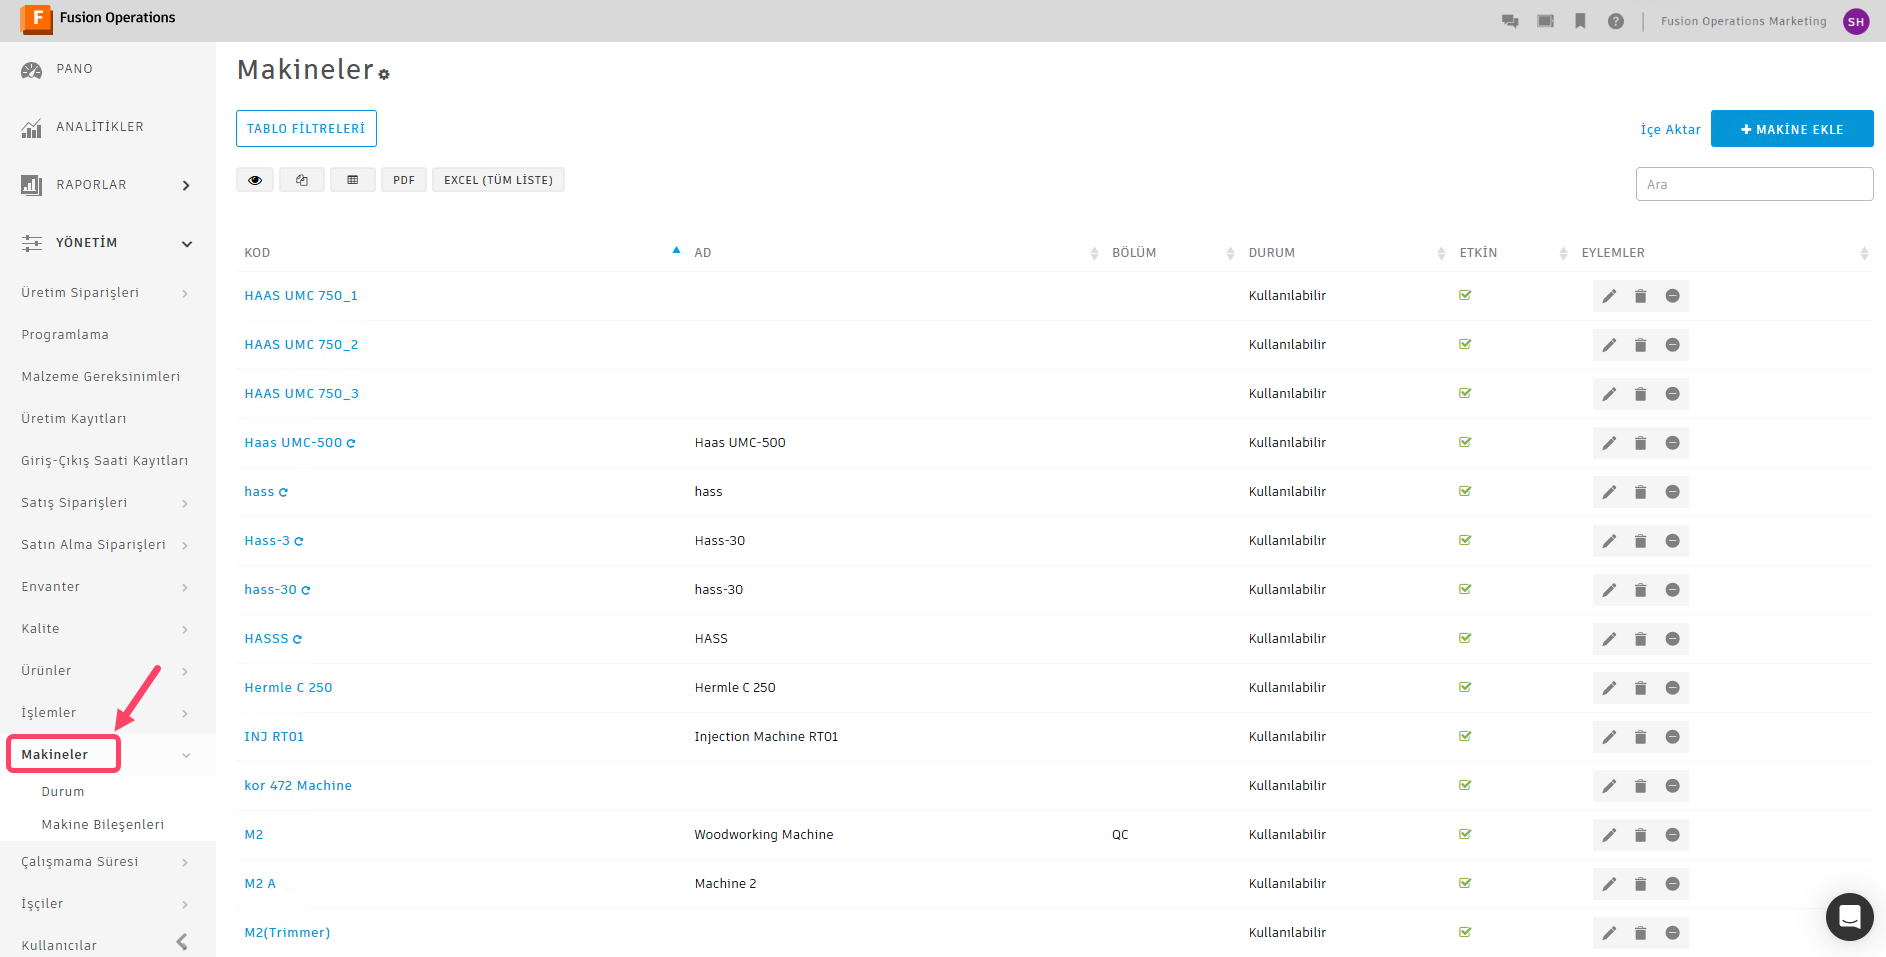 F Fusion Operations
Fusion Operations Marketing SH
PANO
ANALİTİKLER
RAPORLAR
YÖNETİM
Üretim Siparişleri
Programlama
Malzeme Gereksinimleri
Üretim Kayıtları
Giriş-Çıkış Saati Kayıtları
Satış Siparişleri
Satın Alma Siparişleri
Envanter
Kalite
Ürünler
İşlemler
Makineler
Durum
Makine Bileşenleri
Çalışmama Süresi
İşçiler
Kullanıcılar
Makineler
TABLO FİLTRELERİ
İçe Aktar
MAKİNE EKLE
PDF
EXCEL (TÜM LİSTE)
Ara
KOD AD BÖLÜM DURUM ETKİN EYLEMLER
HAAS UMC 750_1 Kullanılabilir
HAAS UMC 750_2 Kullanılabilir
HAAS UMC 750_3 Kullanılabilir
Haas UMC-500 Haas UMC-500 Kullanılabilir
hass hass Kullanılabilir
Hass-3 Hass-30 Kullanılabilir
hass-30 hass-30 Kullanılabilir
HASSS HASS Kullanılabilir
Hermle C 250 Hermle C 250 Kullanılabilir
INJ RT01 Injection Machine RT01 Kullanılabilir
kor 472 Machine Kullanılabilir
M2 Woodworking Machine QC Kullanılabilir
M2 A Machine 2 Kullanılabilir
M2(Trimmer) Kullanılabilir